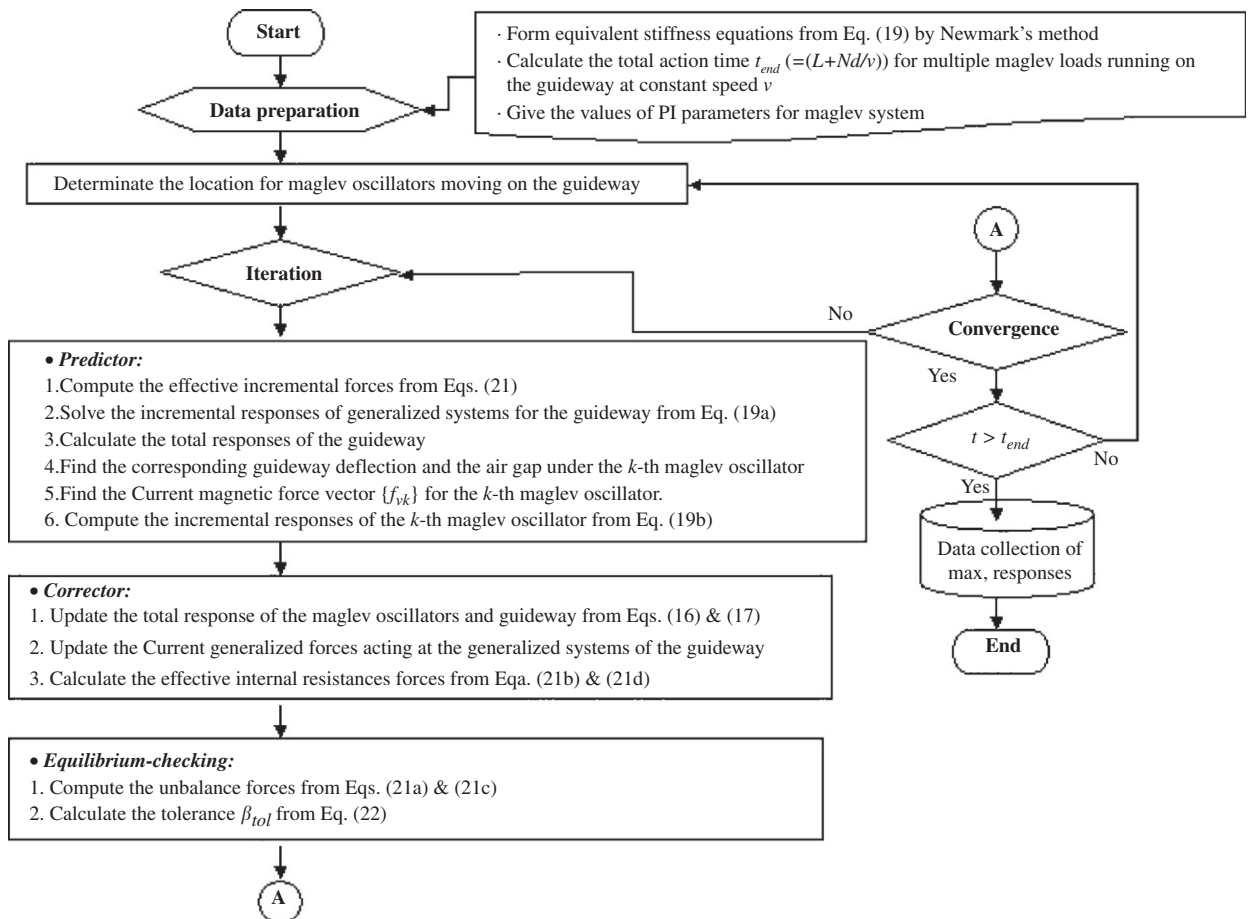 Start
· Form equivalent stiffness equations from Eq. (19) by Newmark’s method
· Calculate the total action time t_end (=(L+Nd/v)) for multiple maglev loads running on
the guideway at constant speed v
· Give the values of PI parameters for maglev system
Data preparation
Determinate the location for maglev oscillators moving on the guideway
Iteration
• Predictor:
1.Compute the effective incremental forces from Eqs. (21)
2.Solve the incremental responses of generalized systems for the guideway from Eq. (19a)
3.Calculate the total responses of the guideway
4.Find the corresponding guideway deflection and the air gap under the k-th maglev oscillator
5.Find the Current magnetic force vector {f_vk} for the k-th maglev oscillator.
6. Compute the incremental responses of the k-th maglev oscillator from Eq. (19b)
• Corrector:
1. Update the total response of the maglev oscillators and guideway from Eqs. (16) & (17)
2. Update the Current generalized forces acting at the generalized systems of the guideway
3. Calculate the effective internal resistances forces from Eqa. (21b) & (21d)
• Equilibrium-checking:
1. Compute the unbalance forces from Eqs. (21a) & (21c)
2. Calculate the tolerance β_tol from Eq. (22)
A
A
Convergence
No
Yes
t > t_end
No
Yes
Data collection of
max, responses
End